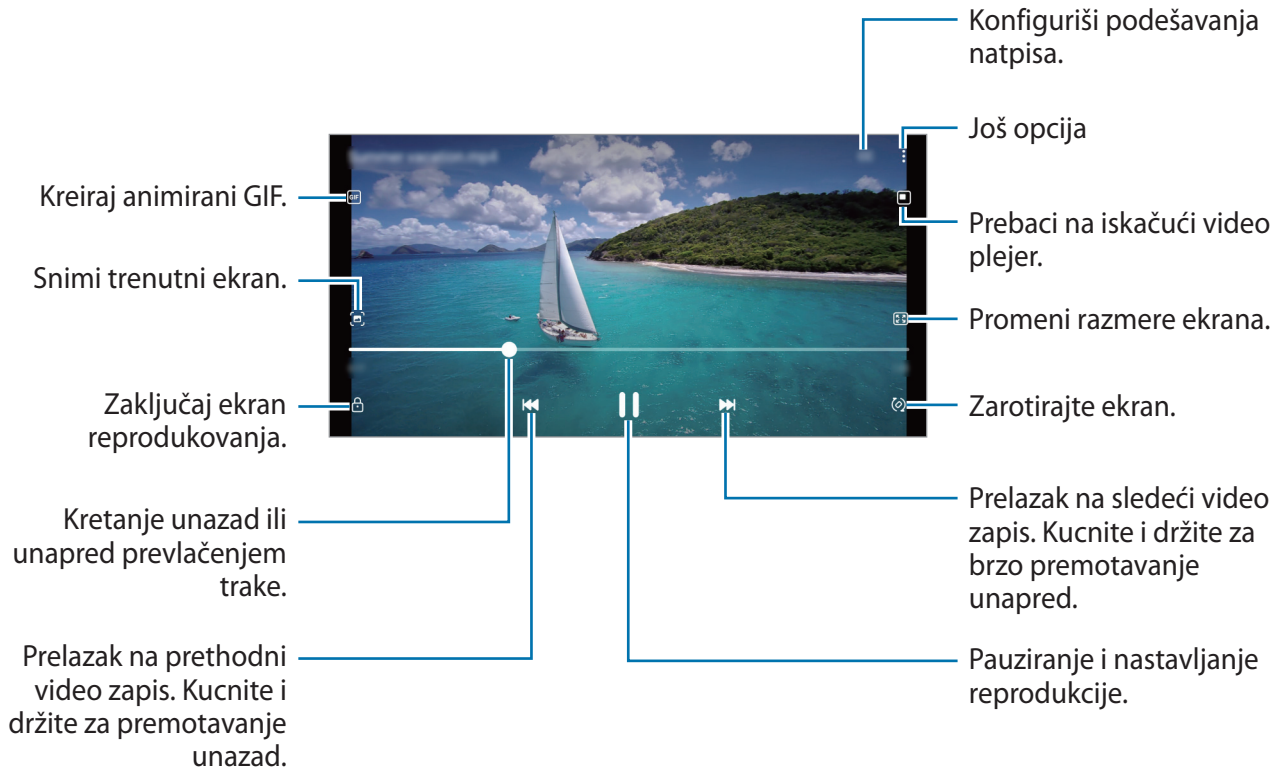 Konfiguriši podešavanja
natpisa.
Još opcija
Kreiraj animirani GIF.
GIF
Prebaci na iskačući video
plejer.
Snimi trenutni ekran.
Promeni razmere ekrana.
Zaključaj ekran
reprodukovanja.
Zarotirajte ekran.
Kretanje unazad ili
unapred prevlačenjem
trake.
Prelazak na sledeći video
zapis. Kucnite i držite za
brzo premotavanje
unapred.
Prelazak na prethodni
video zapis. Kucnite i
držite za premotavanje
unazad.
Pauziranje i nastavljanje
reprodukcije.